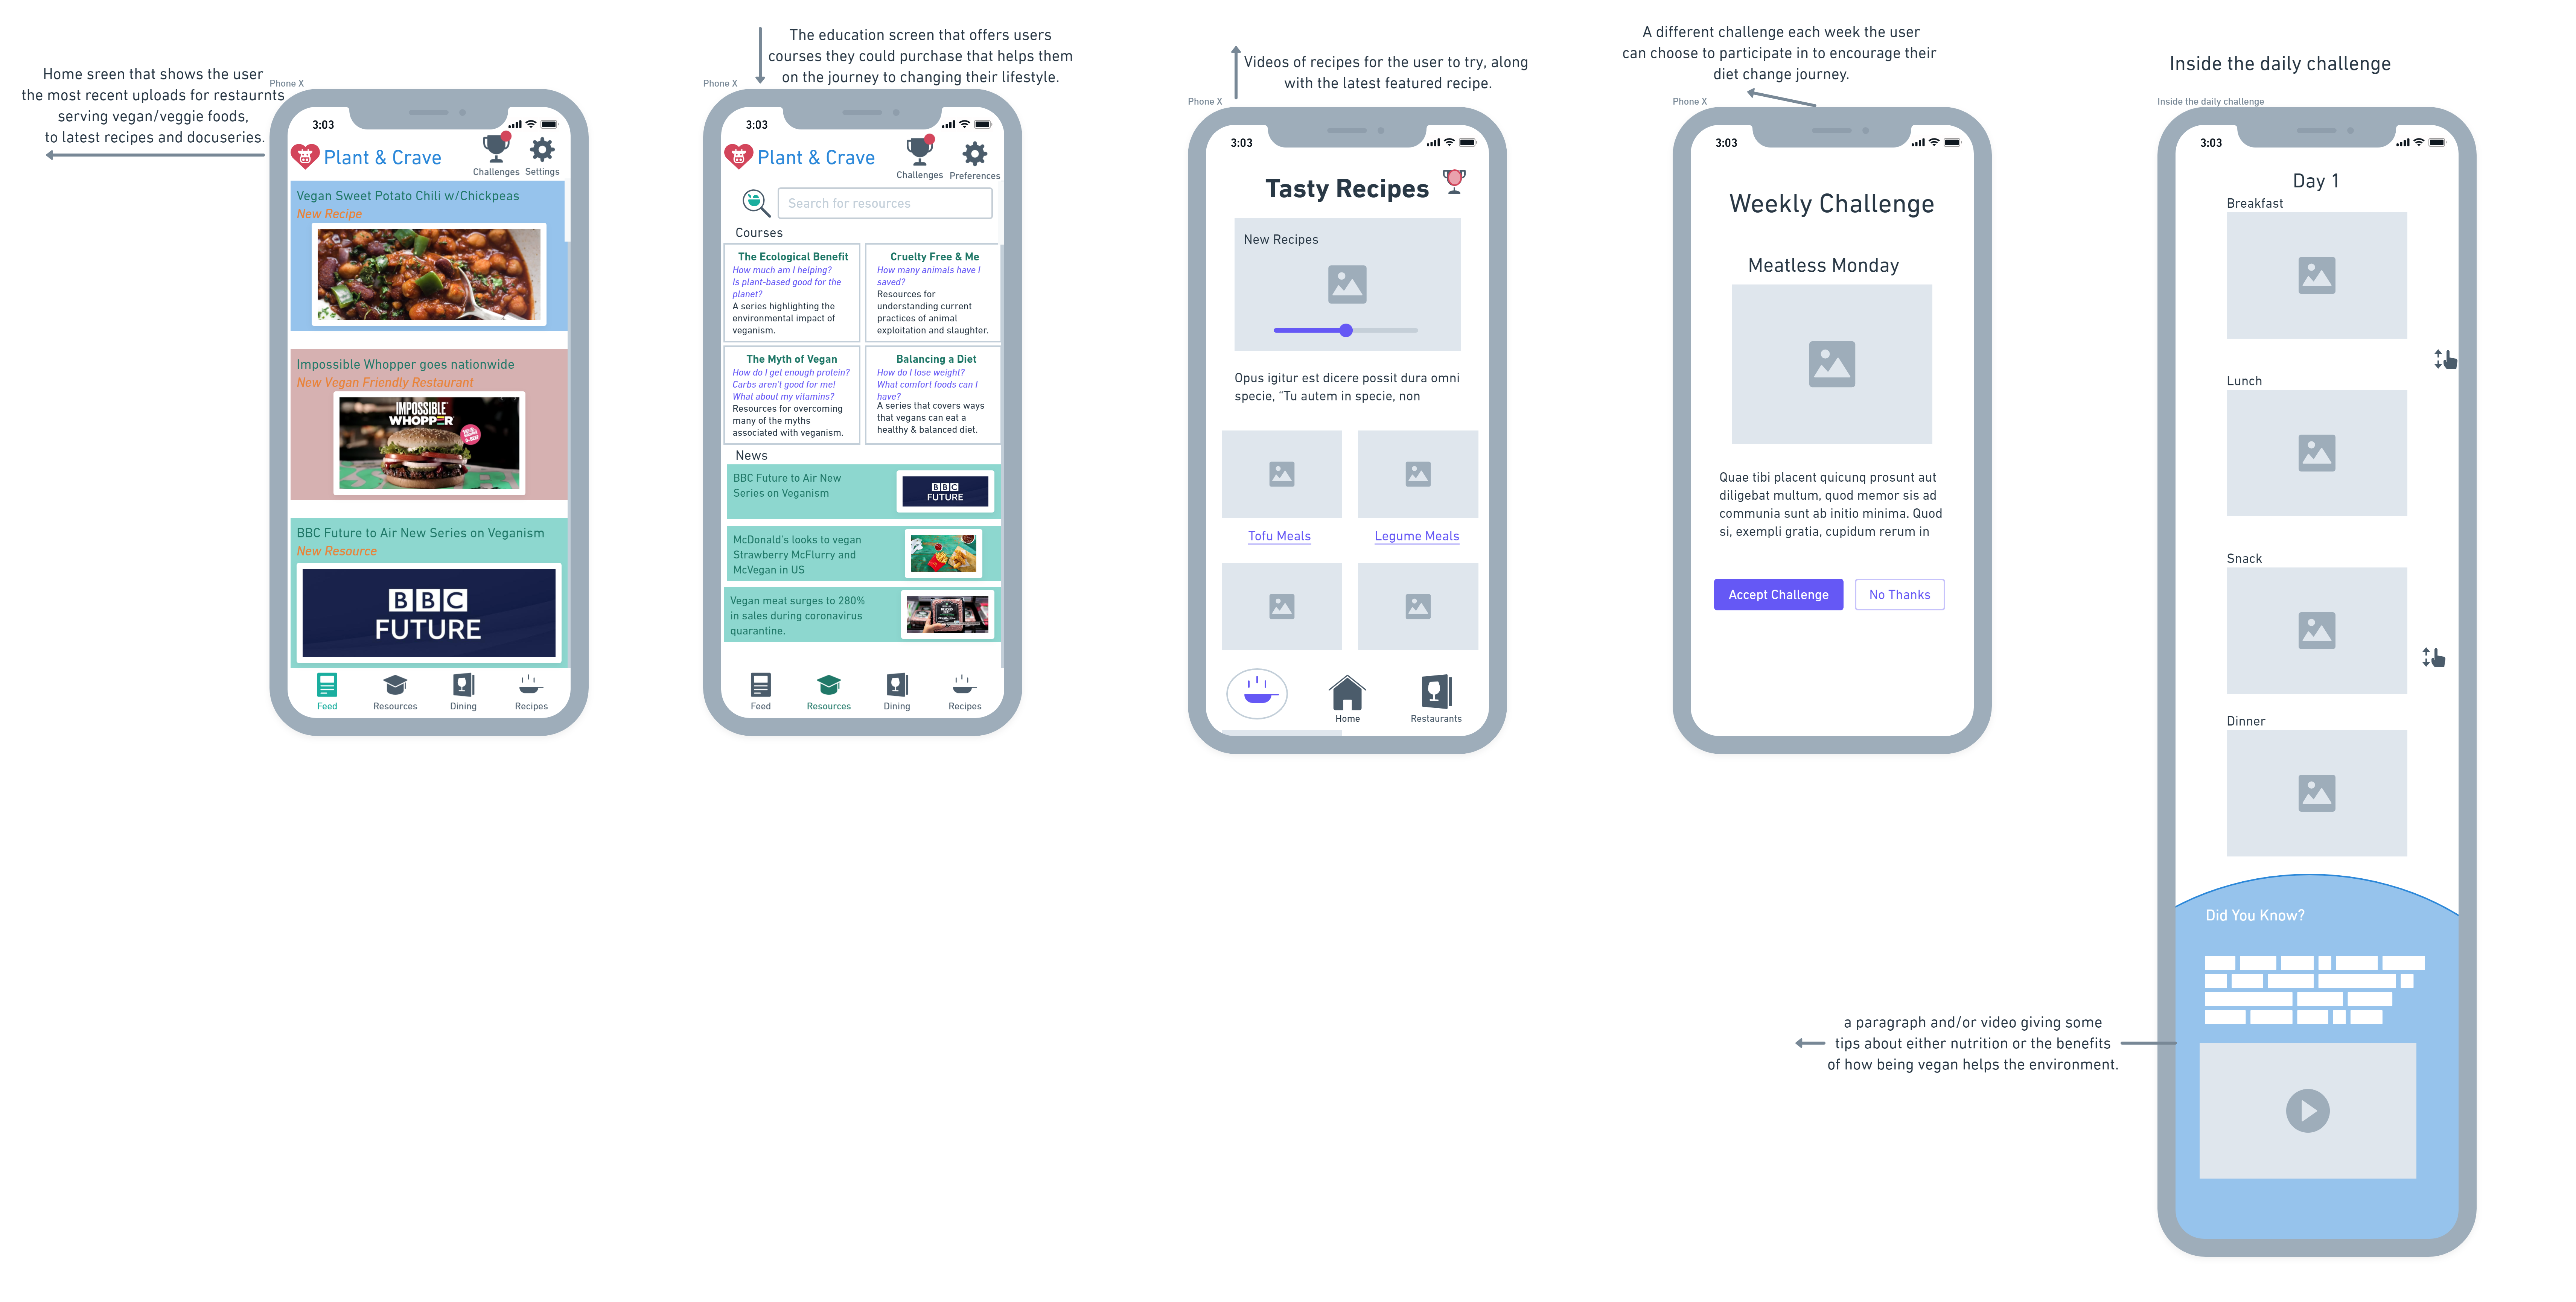 Home sreen that shows the user
the most recent uploads for restaurnts
serving vegan/veggie foods,
to latest recipes and docuseries.
Phone X
3:03
Plant & Crave
Challenges
Settings
Vegan Sweet Potato Chili w/Chickpeas
New Recipe
Impossible Whopper goes nationwide
New Vegan Friendly Restaurant
IMPOSSIBLE
WHOPPER
BBC Future to Air New Series on Veganism
New Resource
BBC
FUTURE
Feed
Resources
Dining
Recipes
The education screen that offers users
courses they could purchase that helps them
on the journey to changing their lifestyle.
Phone X
3:03
Plant & Crave
Challenges
Preferences
Search for resources
Courses
The Ecological Benefit
How much am I helping?
Is plant-based good for the
planet?
A series highlighting the
environmental impact of
veganism.
Cruelty Free & Me
How many animals have I
saved?
Resources for
understanding current
practices of animal
exploitation and slaughter.
The Myth of Vegan
How do I get enough protein?
Carbs aren't good for me!
What about my vitamins?
Resources for overcoming
many of the myths
associated with veganism.
Balancing a Diet
How do I lose weight?
What comfort foods can I
have?
A series that covers ways
that vegans can eat a
healthy & balanced diet.
News
BBC Future to Air New
Series on Veganism
BBC
FUTURE
McDonald's looks to vegan
Strawberry McFlurry and
McVegan in US
Vegan meat surges to 280%
in sales during coronavirus
quarantine.
Feed
Resources
Dining
Recipes
Videos of recipes for the user to try, along
with the latest featured recipe.
Phone X
3:03
Tasty Recipes
New Recipes
Opus igitur est dicere possit dura omni
specie, “Tu autem in specie, non
Tofu Meals
Legume Meals
Home
Restaurants
A different challenge each week the user
can choose to participate in to encourage their
diet change journey.
Phone X
3:03
Weekly Challenge
Meatless Monday
Quae tibi placent quicunq prosunt aut
diligebat multum, quod memor sis ad
communia sunt ab initio minima. Quod
si, exempli gratia, cupidum rerum in
Accept Challenge
No Thanks
Inside the daily challenge
Inside the daily challenge
3:03
Day 1
Breakfast
Lunch
Snack
Dinner
Did You Know?
a paragraph and/or video giving some
tips about either nutrition or the benefits
of how being vegan helps the environment.